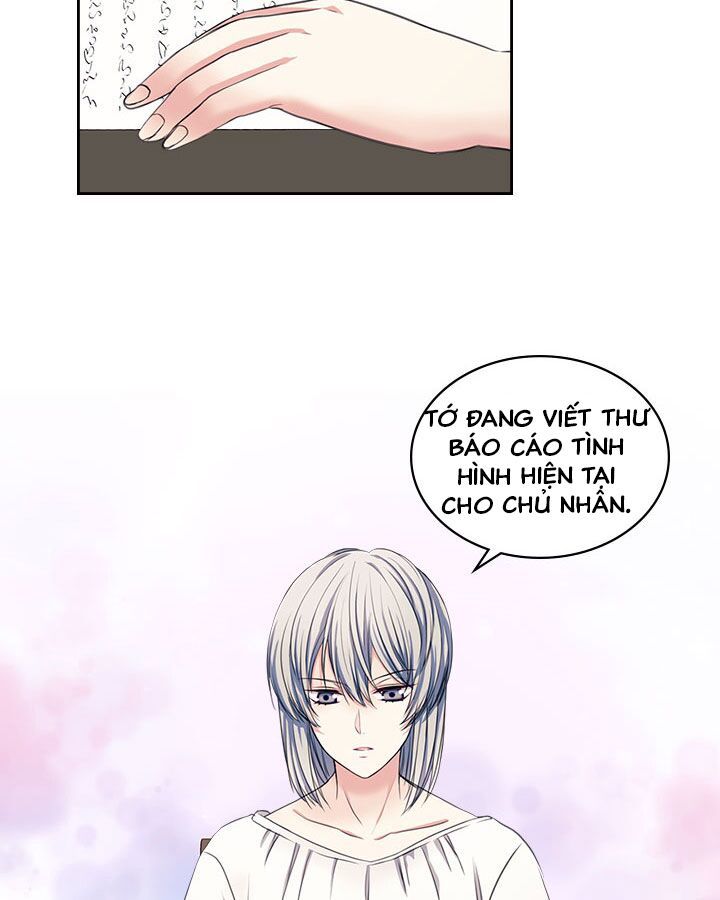 TỚ ĐANG VIẾT THƯ
BÁO CÁO TÌNH
HÌNH HIỆN TẠI
CHO CHỦ NHÂN.